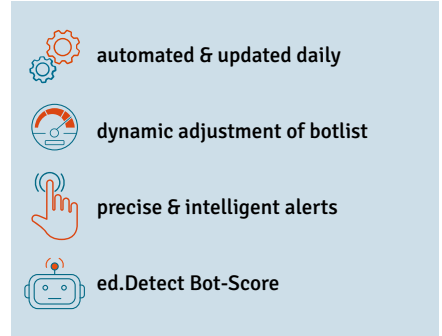 automated & updated daily
dynamic adjustment of botlist
precise & intelligent alerts
ed.Detect Bot-Score